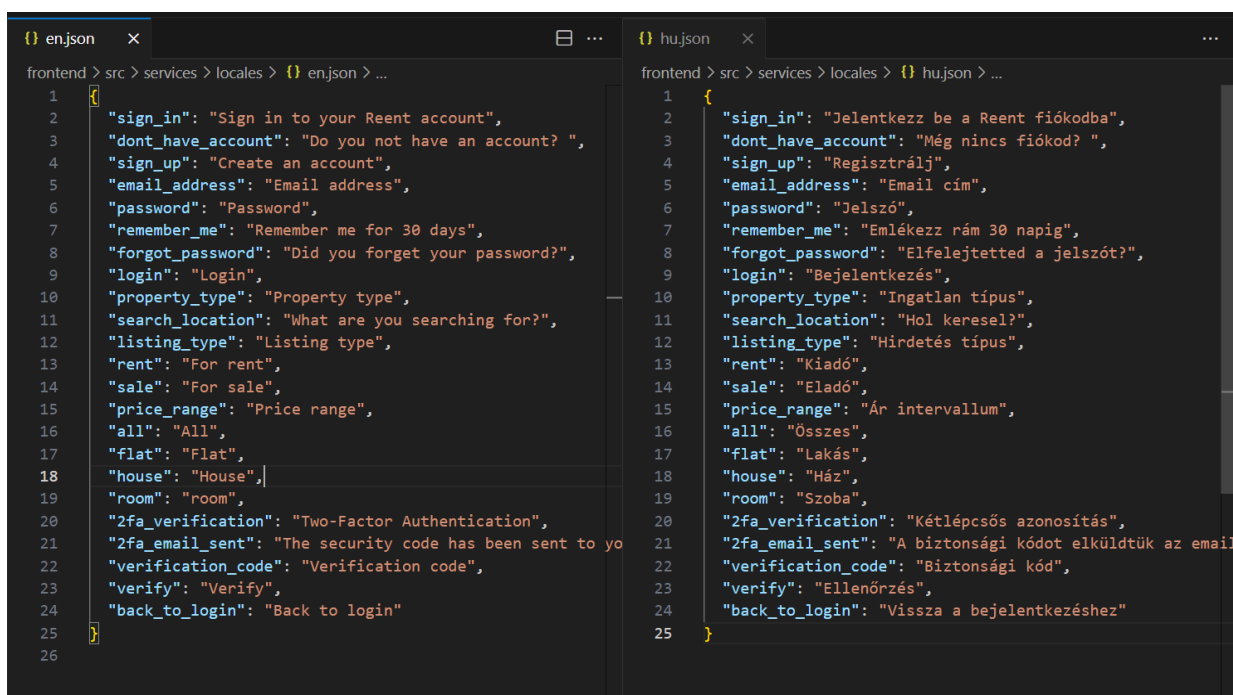 {} en.json
frontend > src > services > locales > {} en.json > ...
1 {
2 "sign_in": "Sign in to your Reent account",
3 "dont_have_account": "Do you not have an account? ",
4 "sign_up": "Create an account",
5 "email_address": "Email address",
6 "password": "Password",
7 "remember_me": "Remember me for 30 days",
8 "forgot_password": "Did you forget your password?",
9 "login": "Login",
10 "property_type": "Property type",
11 "search_location": "What are you searching for?",
12 "listing_type": "Listing type",
13 "rent": "For rent",
14 "sale": "For sale",
15 "price_range": "Price range",
16 "all": "All",
17 "flat": "Flat",
18 "house": "House",
19 "room": "room",
20 "2fa_verification": "Two-Factor Authentication",
21 "2fa_email_sent": "The security code has been sent to yo
22 "verification_code": "Verification code",
23 "verify": "Verify",
24 "back_to_login": "Back to login"
25 }
26
{} hu.json
frontend > src > services > locales > {} hu.json > ...
1 {
2 "sign_in": "Jelentkezz be a Reent fiókodba",
3 "dont_have_account": "Még nincs fiókod? ",
4 "sign_up": "Regisztrálj",
5 "email_address": "Email cím",
6 "password": "Jelszó",
7 "remember_me": "Emlékezz rám 30 napig",
8 "forgot_password": "Elfelejtetted a jelszót?",
9 "login": "Bejelentkezés",
10 "property_type": "Ingatlan típus",
11 "search_location": "Hol keresel?",
12 "listing_type": "Hirdetés típus",
13 "rent": "Kiadó",
14 "sale": "Eladó",
15 "price_range": "Ár intervallum",
16 "all": "Összes",
17 "flat": "Lakás",
18 "house": "Ház",
19 "room": "Szoba",
20 "2fa_verification": "Kétlépcsős azonosítás",
21 "2fa_email_sent": "A biztonsági kódot elküldtük az email
22 "verification_code": "Biztonsági kód",
23 "verify": "Ellenőrzés",
24 "back_to_login": "Vissza a bejelentkezéshez"
25 }